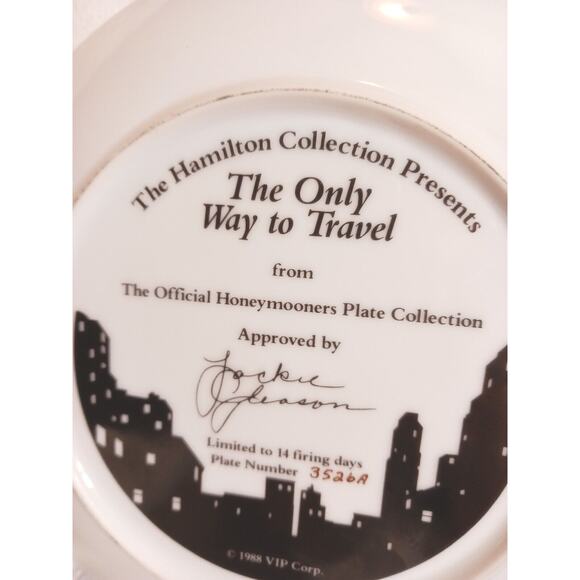 The Hamilton Collection Presents
The Only
Way to Travel
from
The Official Honeymooners Plate Collection
Approved by
Jackie
Gleason
Limited to 14 firing days
Plate Number 3526A
© 1988 VIP Corp.